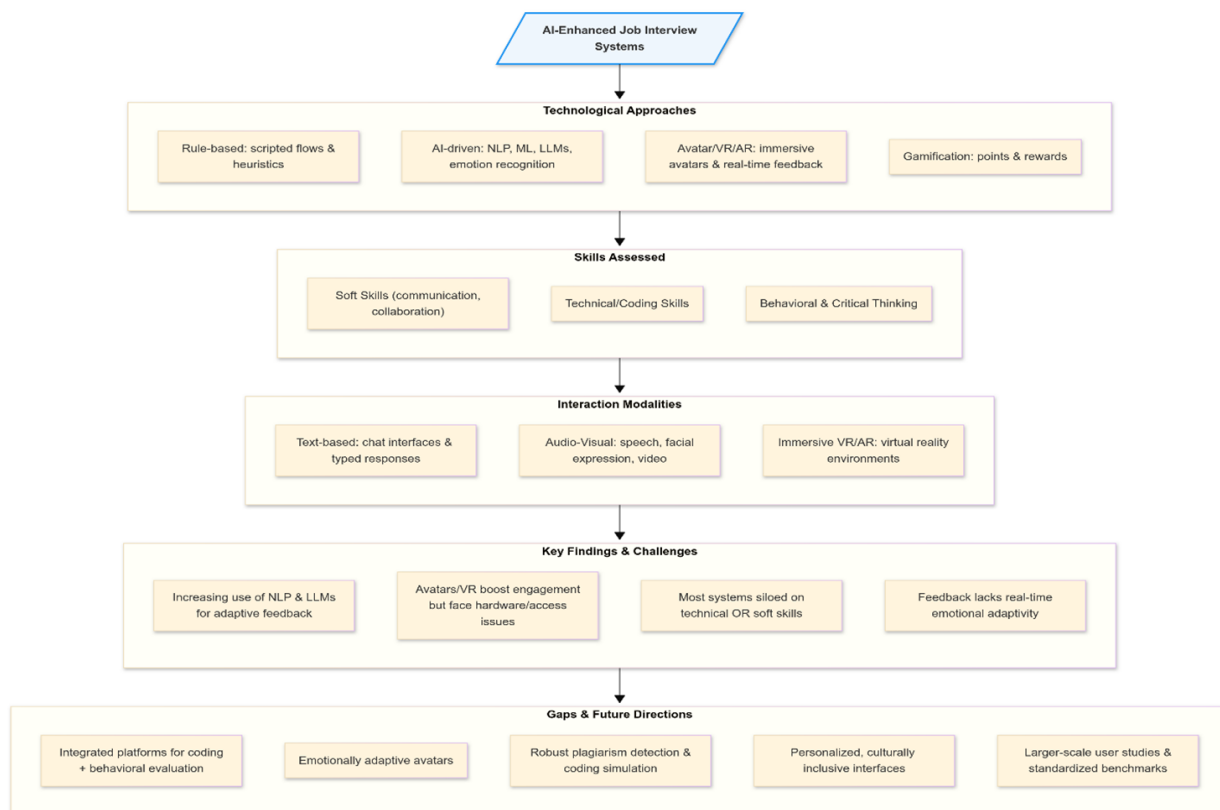 AI-Enhanced Job Interview
Systems
Technological Approaches
Rule-based: scripted flows &
heuristics
AI-driven: NLP, ML, LLMs,
emotion recognition
Avatar/VR/AR: immersive
avatars & real-time feedback
Gamification: points & rewards
Skills Assessed
Soft Skills (communication,
collaboration)
Technical/Coding Skills
Behavioral & Critical Thinking
Interaction Modalities
Text-based: chat interfaces &
typed responses
Audio-Visual: speech, facial
expression, video
Immersive VR/AR: virtual reality
environments
Key Findings & Challenges
Increasing use of NLP & LLMs
for adaptive feedback
Avatars/VR boost engagement
but face hardware/access
issues
Most systems siloed on
technical OR soft skills
Feedback lacks real-time
emotional adaptivity
Gaps & Future Directions
Integrated platforms for coding
+ behavioral evaluation
Emotionally adaptive avatars
Robust plagiarism detection &
coding simulation
Personalized, culturally
inclusive interfaces
Larger-scale user studies &
standardized benchmarks